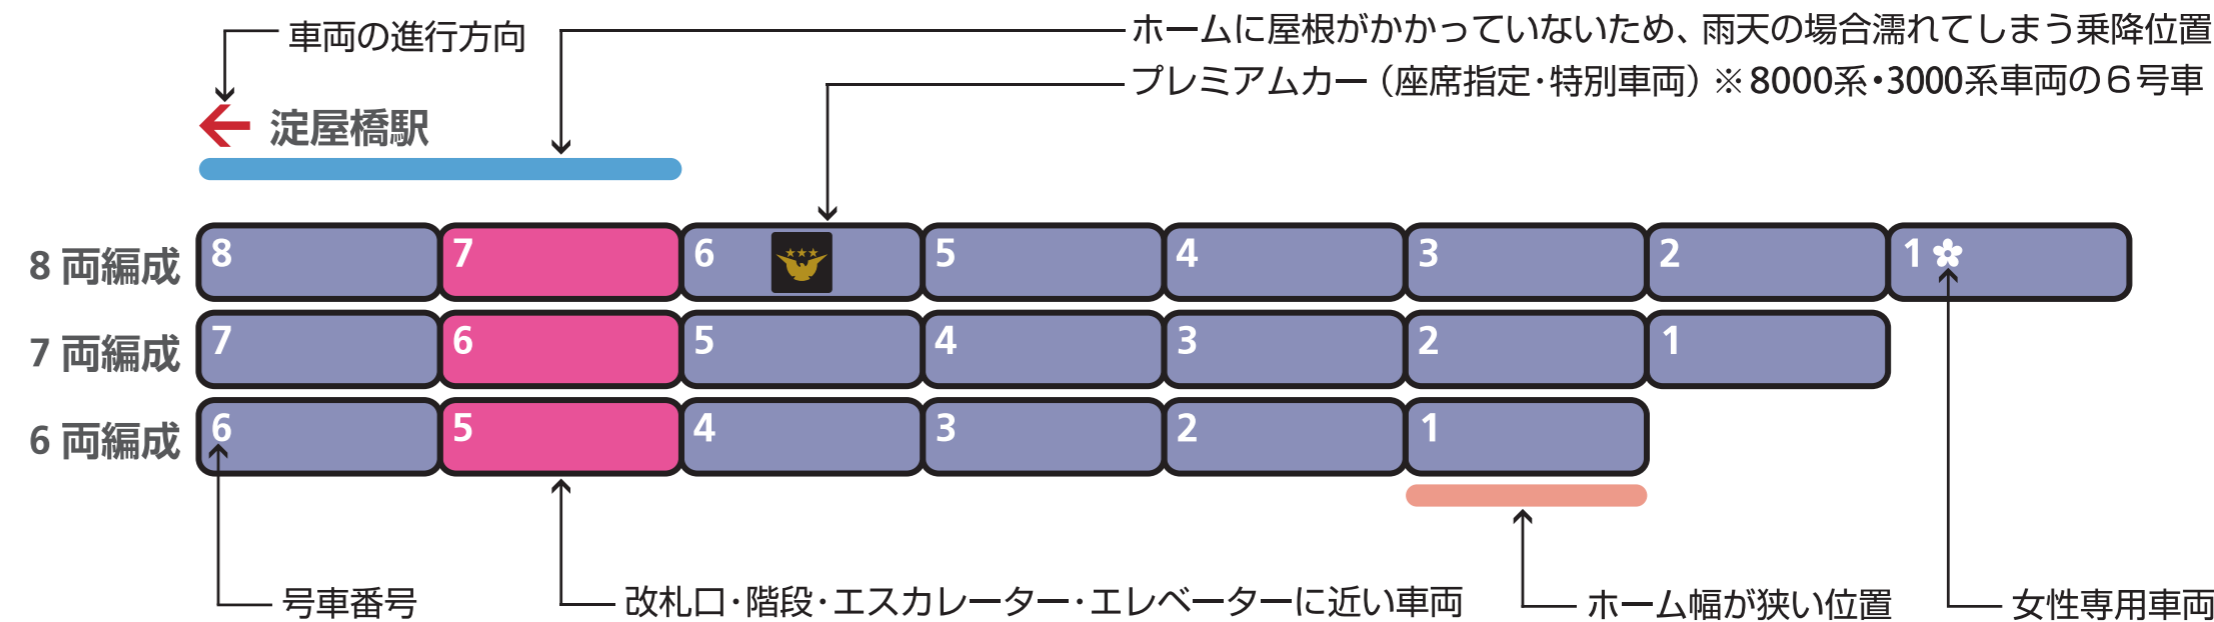 車両の進行方向
ホームに屋根がかかっていないため、雨天の場合濡れてしまう乗降位置
プレミアムカー（座席指定・特別車両）※8000系・3000系車両の６号車
淀屋橋駅
8 両編成 8 7 6 5 4 3 2 1
7 両編成 7 6 5 4 3 2 1
6 両編成 6 5 4 3 2 1
号車番号
改札口・階段・エスカレーター・エレベーターに近い車両
ホーム幅が狭い位置
女性専用車両